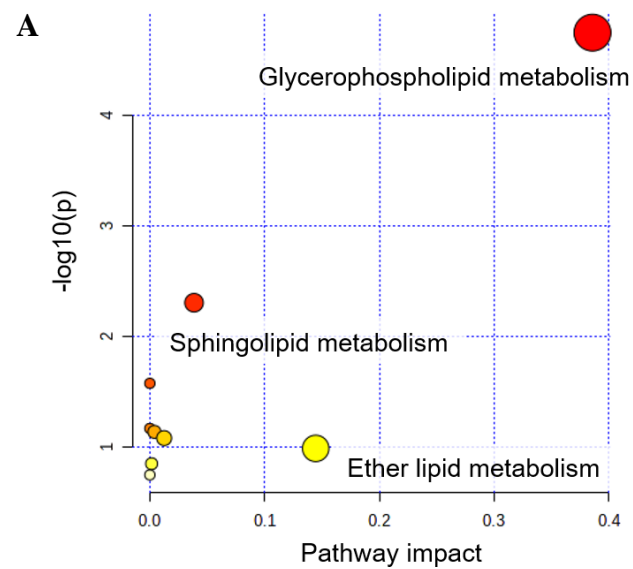 A
Glycerophospholipid metabolism
4
3
-log10(p)
Sphingolipid metabolism
2
1
Ether lipid metabolism
0.0 0.1 0.2 0.3 0.4
Pathway impact